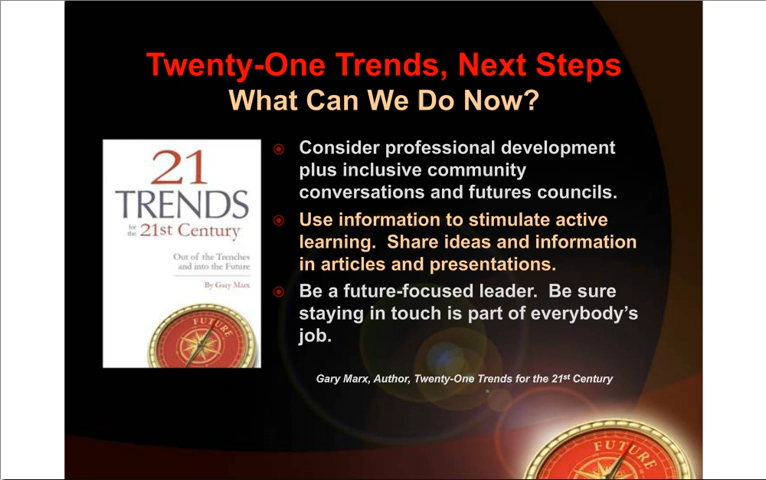 Twenty-One Trends, Next Steps
What Can We Do Now?
21
TRENDS
for the 21st Century
Out of the Trenches
and into the Future
By Gary Marx
FUTURE
Consider professional development
plus inclusive community
conversations and futures councils.
Use information to stimulate active
learning.  Share ideas and information
in articles and presentations.
Be a future-focused leader.  Be sure
staying in touch is part of everybody’s
job.
Gary Marx, Author, Twenty-One Trends for the 21st Century
FUTURE